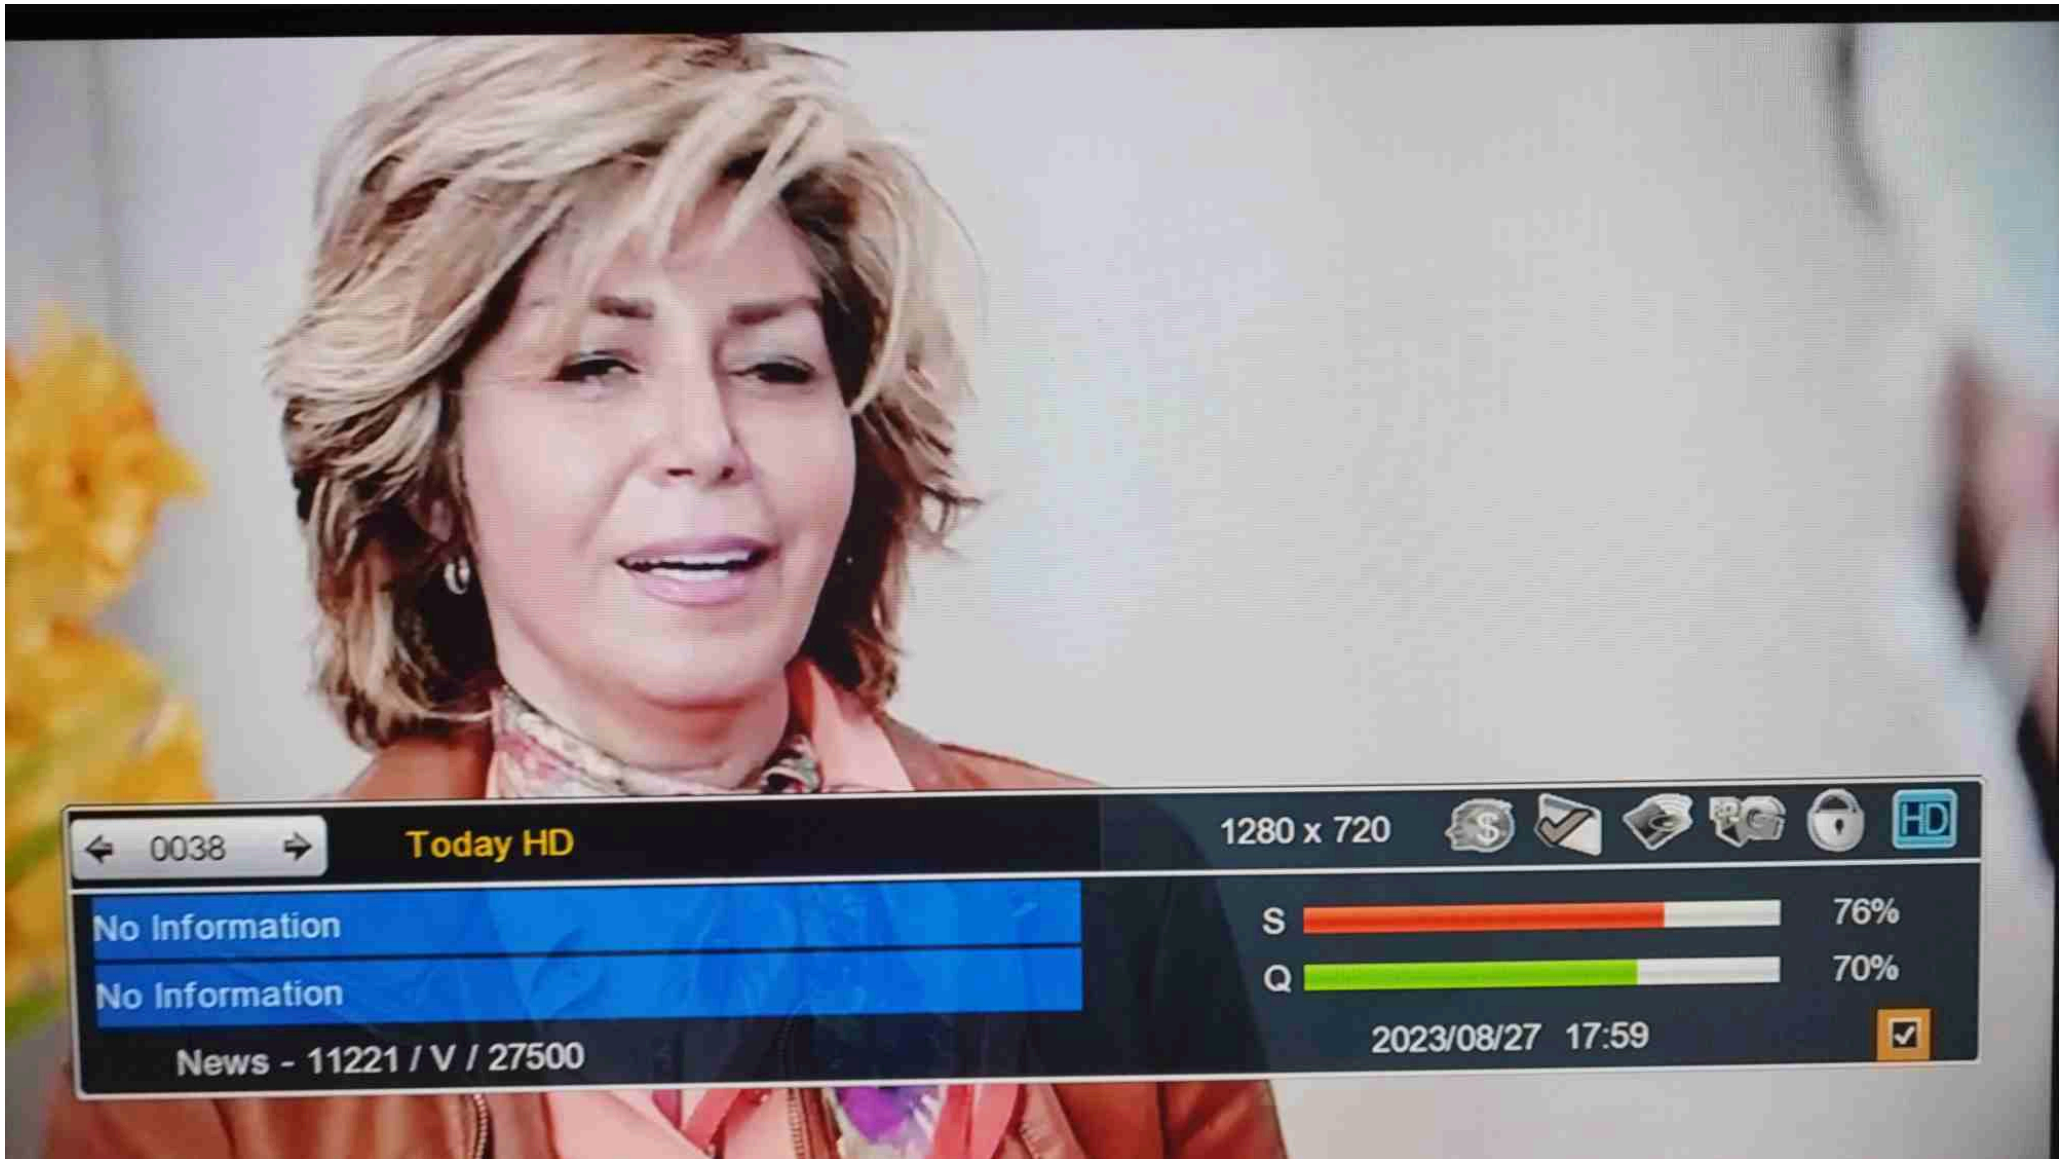 0038
Today HD
1280 x 720
HD
No Information
S 76%
No Information
Q 70%
News - 11221 / V / 27500
2023/08/27 17:59